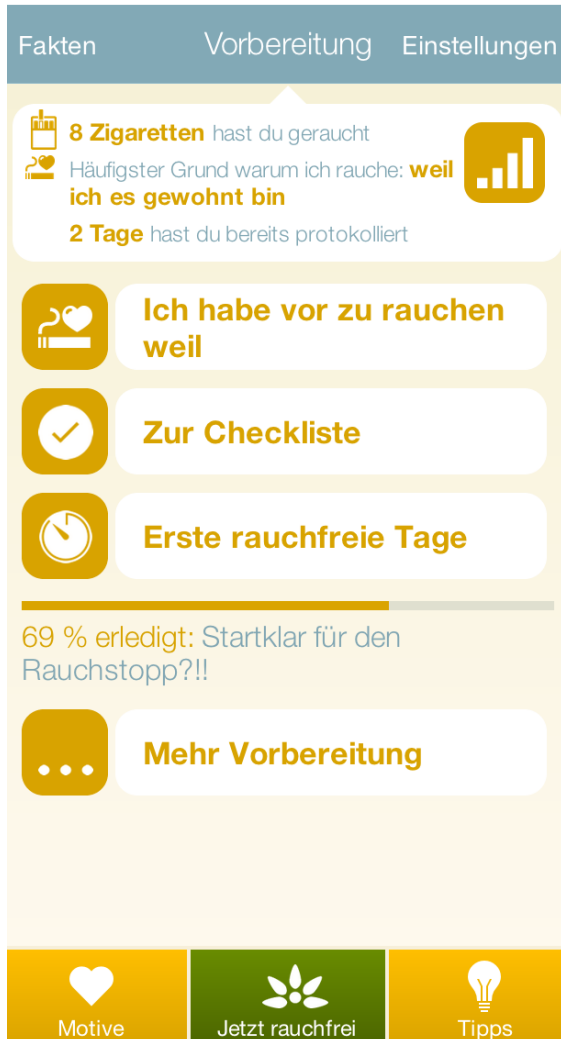 Fakten Vorbereitung Einstellungen
8 Zigaretten hast du geraucht
Häufigster Grund warum ich rauche: weil
ich es gewohnt bin
2 Tage hast du bereits protokolliert
Ich habe vor zu rauchen
weil
Zur Checkliste
Erste rauchfreie Tage
69 % erledigt: Startklar für den
Rauchstopp?!!
Mehr Vorbereitung
Motive Jetzt rauchfrei Tipps